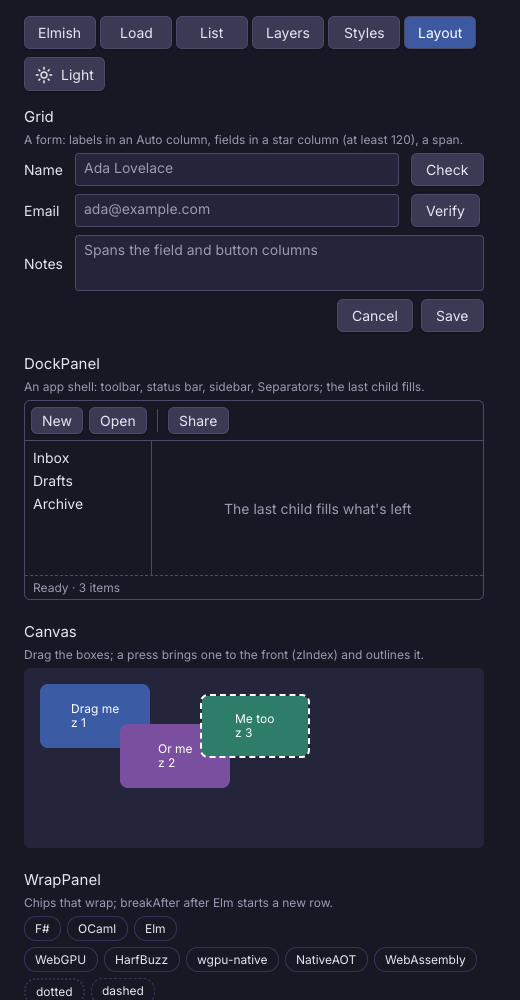 Elmish Load List Layers Styles Layout
Light
Grid
A form: labels in an Auto column, fields in a star column (at least 120), a span.
Name Ada Lovelace Check
Email ada@example.com Verify
Notes Spans the field and button columns
Cancel Save
DockPanel
An app shell: toolbar, status bar, sidebar, Separators; the last child fills.
New Open Share
Inbox
Drafts
Archive
The last child fills what's left
Ready · 3 items
Canvas
Drag the boxes; a press brings one to the front (zIndex) and outlines it.
Drag me
z 1
Or me
z 2
Me too
z 3
WrapPanel
Chips that wrap; breakAfter after Elm starts a new row.
F# OCaml Elm
WebGPU HarfBuzz wgpu-native NativeAOT WebAssembly
dotted dashed